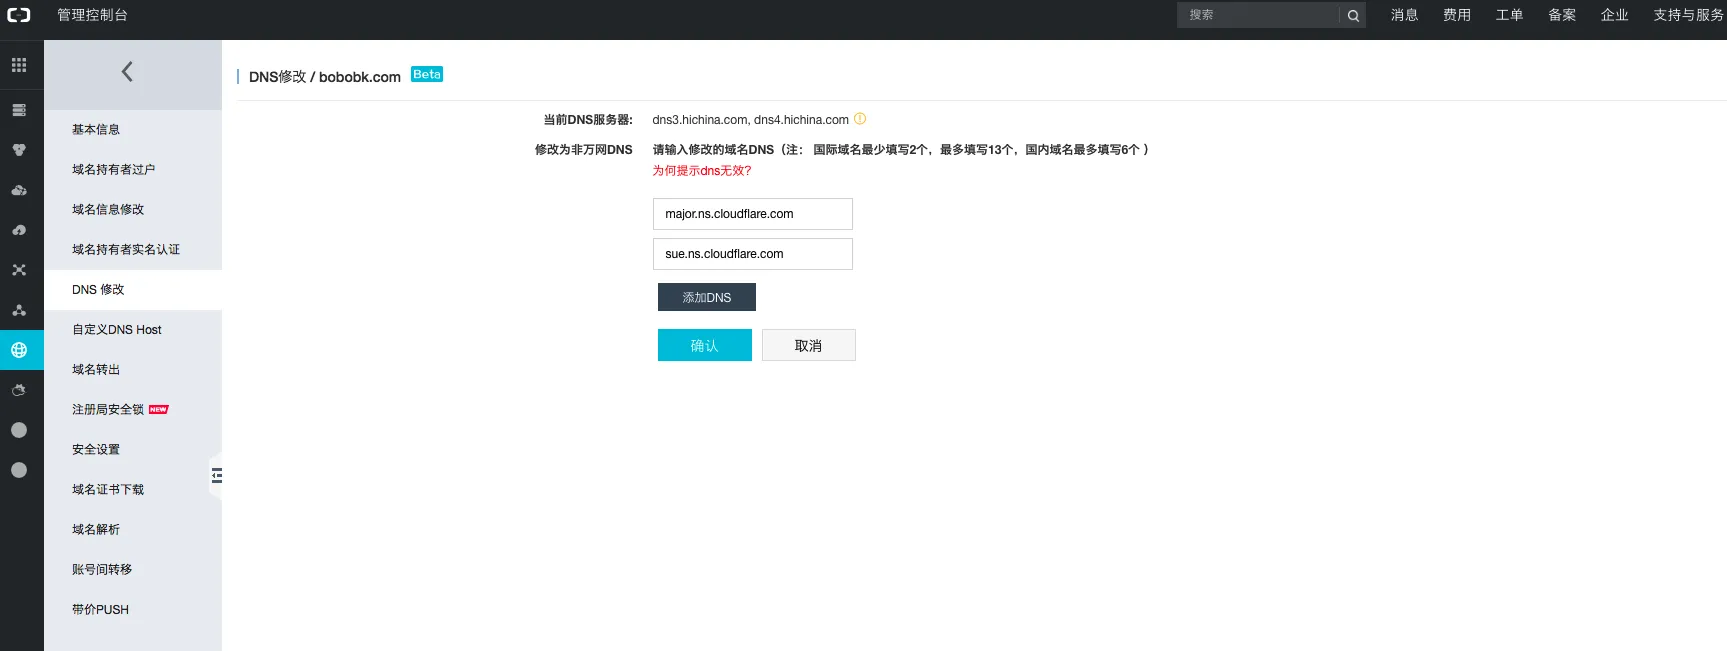 管理控制台
搜索
消息 费用 工单 备案 企业 支持与服务
基本信息
域名持有者过户
域名信息修改
域名持有者实名认证
DNS 修改
自定义DNS Host
域名转出
注册局安全锁 NEW
安全设置
域名证书下载
域名解析
账号间转移
带价PUSH
DNS修改 / bobobk.com Beta
当前DNS服务器: dns3.hichina.com, dns4.hichina.com
修改为非万网DNS 请输入修改的域名DNS（注： 国际域名最少填写2个，最多填写13个，国内域名最多填写6个 ）
为何提示dns无效?
major.ns.cloudflare.com
sue.ns.cloudflare.com
添加DNS
确认 取消